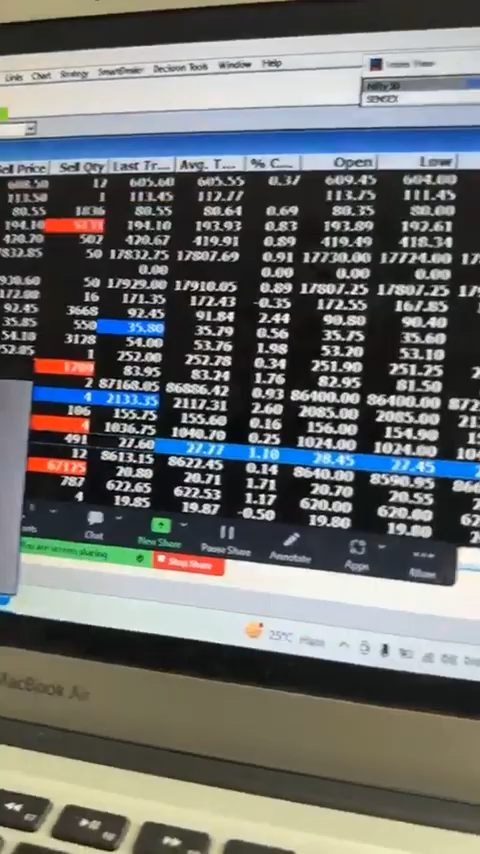 Links Chart Strategy SmartDealer Decision Tools Window Help
Nifty 50
SENSEX
Sell Price Sell Qty Last Tr... Avg. T... % C... Open Low
608.50 12 605.60 605.55 0.37 609.45 604.00
113.50 1 113.45 112.77 113.75 111.45
80.55 1836 80.55 80.64 0.69 80.35 80.00
194.10 194.10 193.93 0.83 193.89 192.61
420.70 502 420.67 419.91 0.89 419.49 418.34
50 17832.75 17807.69 0.91 17730.00 17724.00
0.00 0.00 0.00 0.00
50 17929.00 17910.05 0.89 17807.25 17807.25
16 171.35 172.43 -0.35 172.55 167.85
92.45 3668 92.45 91.84 2.44 90.80 90.40
35.85 550 35.80 35.79 0.56 35.75 35.60
54.10 3128 54.00 53.76 1.98 53.20 53.10
1 252.00 252.78 0.34 251.90 251.25
1789 83.95 83.24 1.76 82.95 81.50
2 87168.05 86886.42 0.93 86400.00 86400.00
4 2133.35 2117.31 2.60 2085.00 2085.00
106 155.75 155.60 0.16 156.00 154.90
4 1036.75 1040.70 0.25 1024.00 1024.00
491 27.60 27.77 1.10 28.45 27.45
12 8613.15 8622.45 0.14 8640.00 8590.95
67125 20.80 20.71 1.71 20.70 20.55
787 622.65 622.53 1.17 620.00 620.00
4 19.85 19.87 -0.50 19.80 19.80
Chat New Share Pause Share Annotate Apps
You are screen sharing Stop Share
25°C Haze
MacBook Air